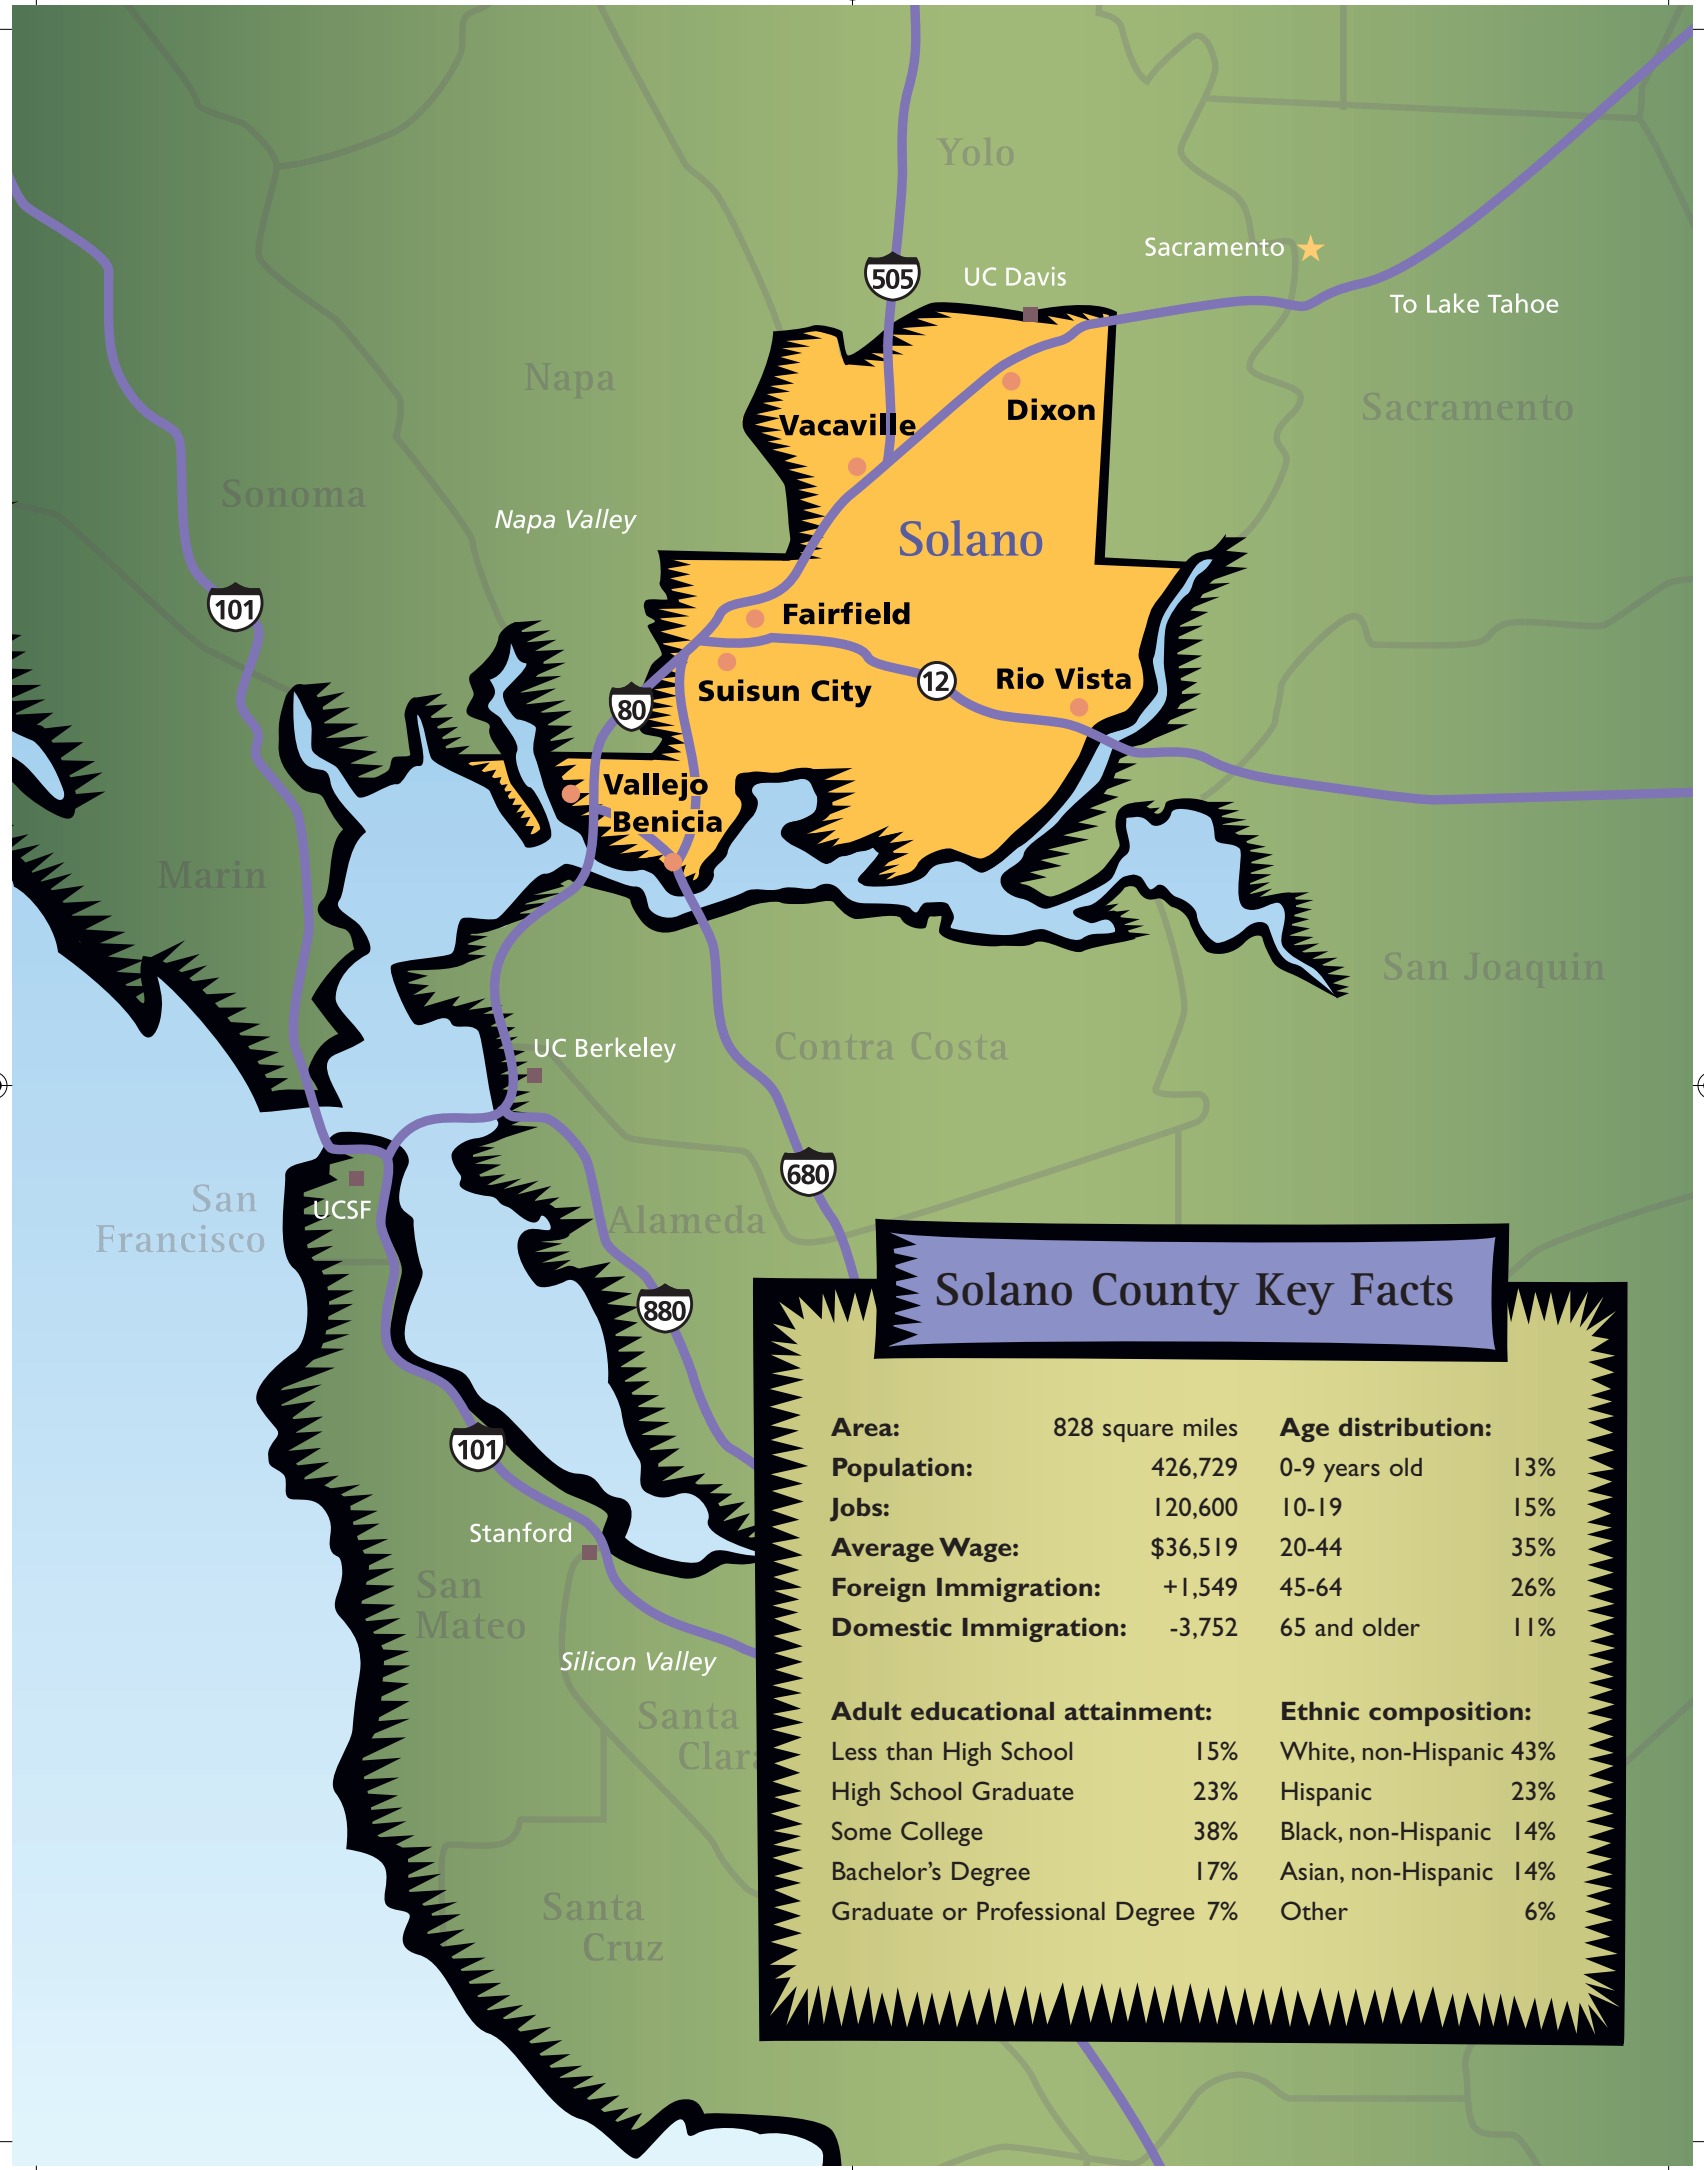 Yolo
Sacramento
505
UC Davis
To Lake Tahoe
Napa
Dixon
Sacramento
Vacaville
Sonoma
Napa Valley
Solano
101
Fairfield
12
Rio Vista
Suisun City
80
Vallejo
Benicia
Marin
San Joaquin
UC Berkeley
Contra Costa
680
San
Francisco
UCSF
Alameda
880
101
Stanford
San
Mateo
Silicon Valley
Santa
Clar
Santa
Cruz
Solano County Key Facts
Area: 828 square miles
Population: 426,729
Jobs: 120,600
Average Wage: $36,519
Foreign Immigration: +1,549
Domestic Immigration: -3,752
Age distribution:
0-9 years old 13%
10-19 15%
20-44 35%
45-64 26%
65 and older 11%
Adult educational attainment:
Less than High School 15%
High School Graduate 23%
Some College 38%
Bachelor’s Degree 17%
Graduate or Professional Degree 7%
Ethnic composition:
White, non-Hispanic 43%
Hispanic 23%
Black, non-Hispanic 14%
Asian, non-Hispanic 14%
Other 6%